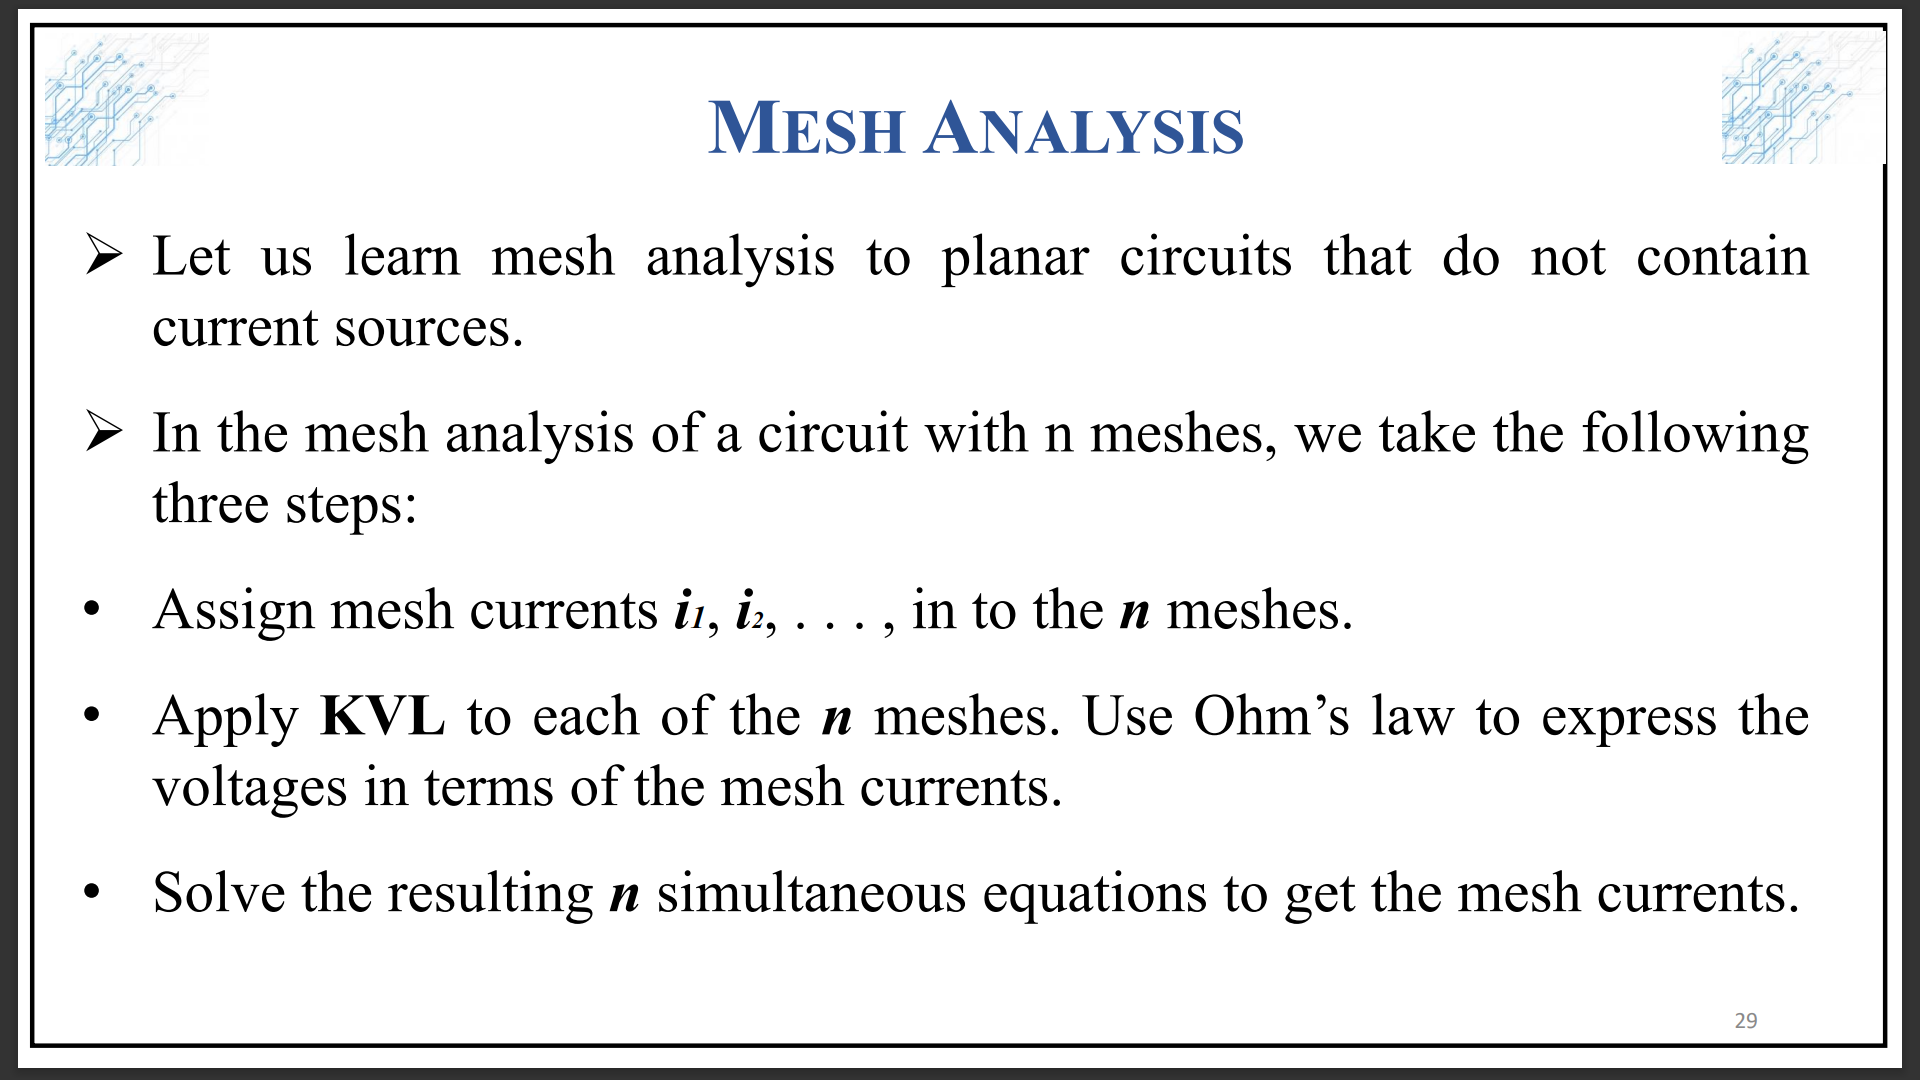 MESH ANALYSIS
➢ Let us learn mesh analysis to planar circuits that do not contain
current sources.
➢ In the mesh analysis of a circuit with n meshes, we take the following
three steps:
• Assign mesh currents i1, i2, . . . , in to the n meshes.
• Apply KVL to each of the n meshes. Use Ohm’s law to express the
voltages in terms of the mesh currents.
• Solve the resulting n simultaneous equations to get the mesh currents.
29